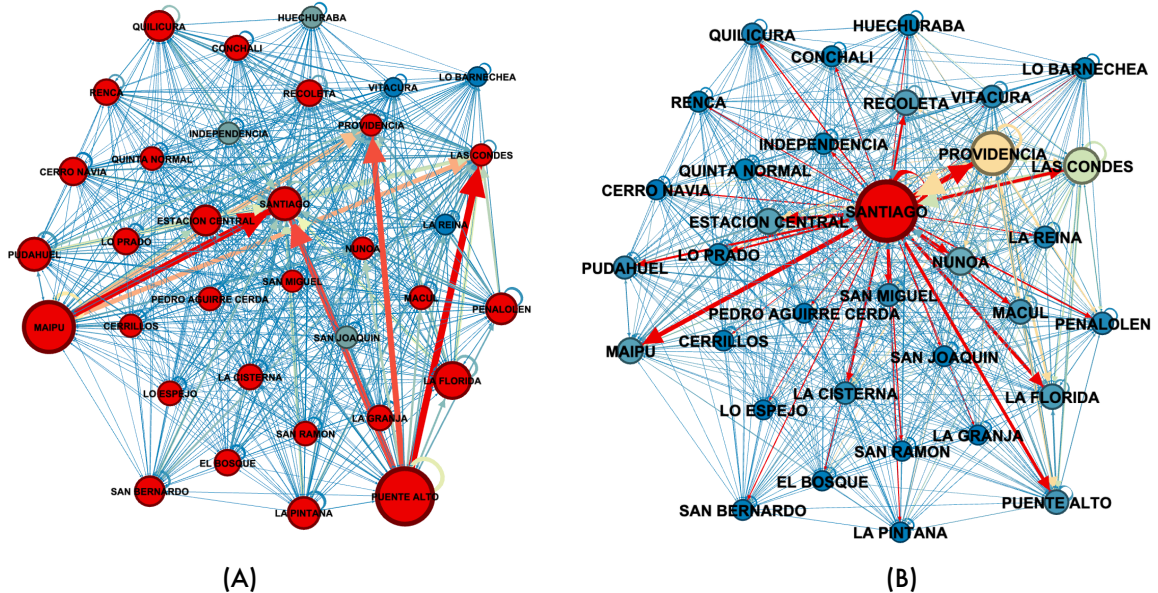 QUILICURA
HUECHURABA
CONCHALI
LO BARNECHEA
RENCA
RECOLETA
VITACURA
INDEPENDENCIA
PROVIDENCIA
QUINTA NORMAL
LAS CONDES
CERRO NAVIA
SANTIAGO
ESTACION CENTRAL
LA REINA
LO PRADO
NUNOA
PUDAHUEL
SAN MIGUEL
PEDRO AGUIRRE CERDA
MACUL
PENALOLEN
MAIPU
CERRILLOS
SAN JOAQUIN
LA CISTERNA
LA FLORIDA
LO ESPEJO
LA GRANJA
SAN RAMON
EL BOSQUE
SAN BERNARDO
PUENTE ALTO
LA PINTANA
(A)
HUECHURABA
QUILICURA
CONCHALI
LO BARNECHEA
RENCA
RECOLETA
VITACURA
INDEPENDENCIA
PROVIDENCIA
LAS CONDES
QUINTA NORMAL
CERRO NAVIA
SANTIAGO
ESTACION CENTRAL
LA REINA
LO PRADO
NUNOA
PUDAHUEL
SAN MIGUEL
PEDRO AGUIRRE CERDA
MACUL
PENALOLEN
CERRILLOS
MAIPU
SAN JOAQUIN
LA CISTERNA
LA FLORIDA
LO ESPEJO
LA GRANJA
SAN RAMON
EL BOSQUE
PUENTE ALTO
SAN BERNARDO
LA PINTANA
(B)